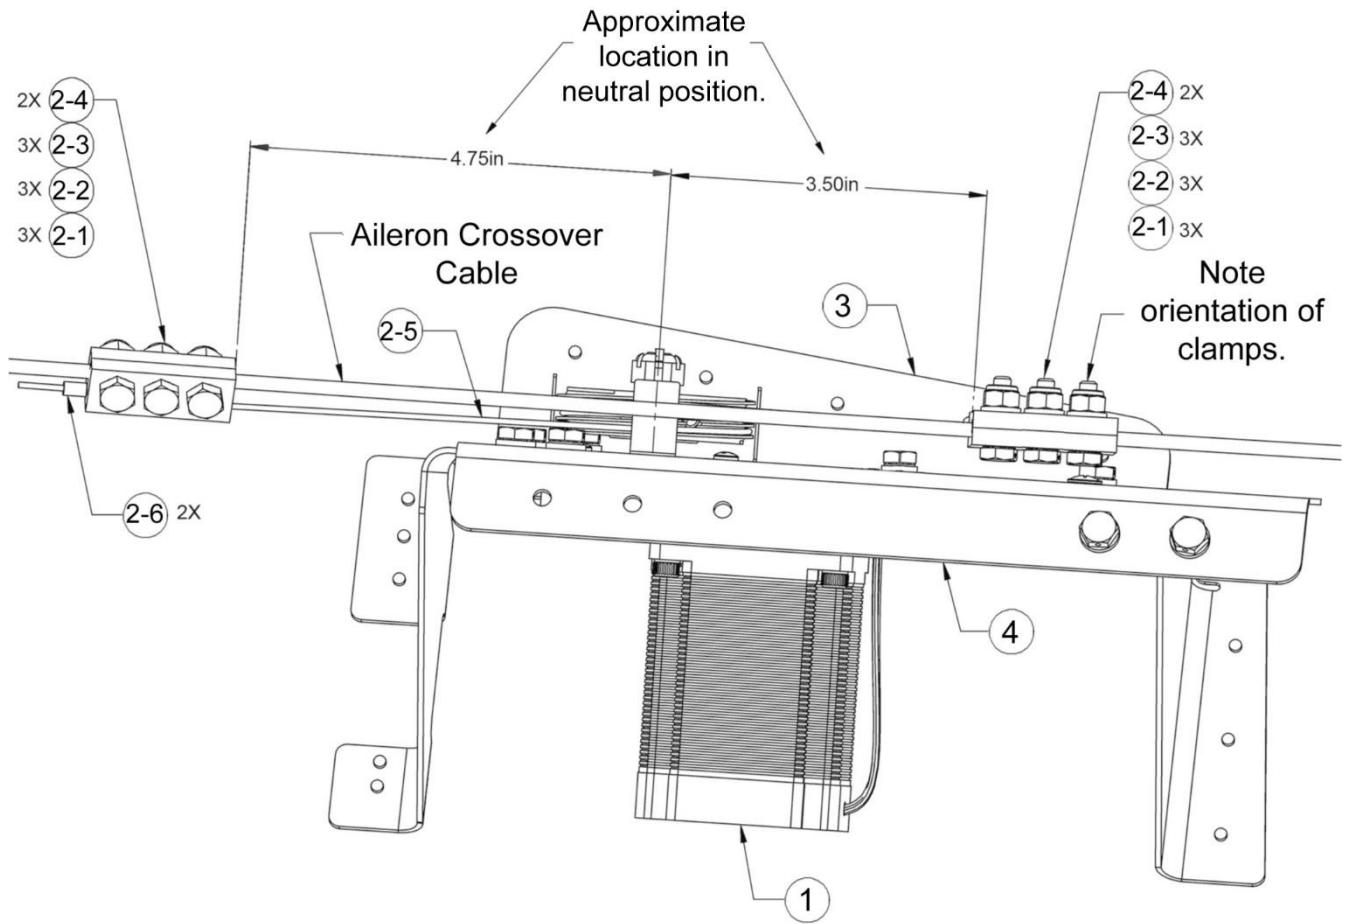 Approximate
location in
neutral position.
2X 2-4
3X 2-3
3X 2-2
3X 2-1
2-4 2X
2-3 3X
2-2 3X
2-1 3X
4.75in
3.50in
Aileron Crossover
Cable
Note
orientation of
clamps.
3
2-5
2-6 2X
4
1